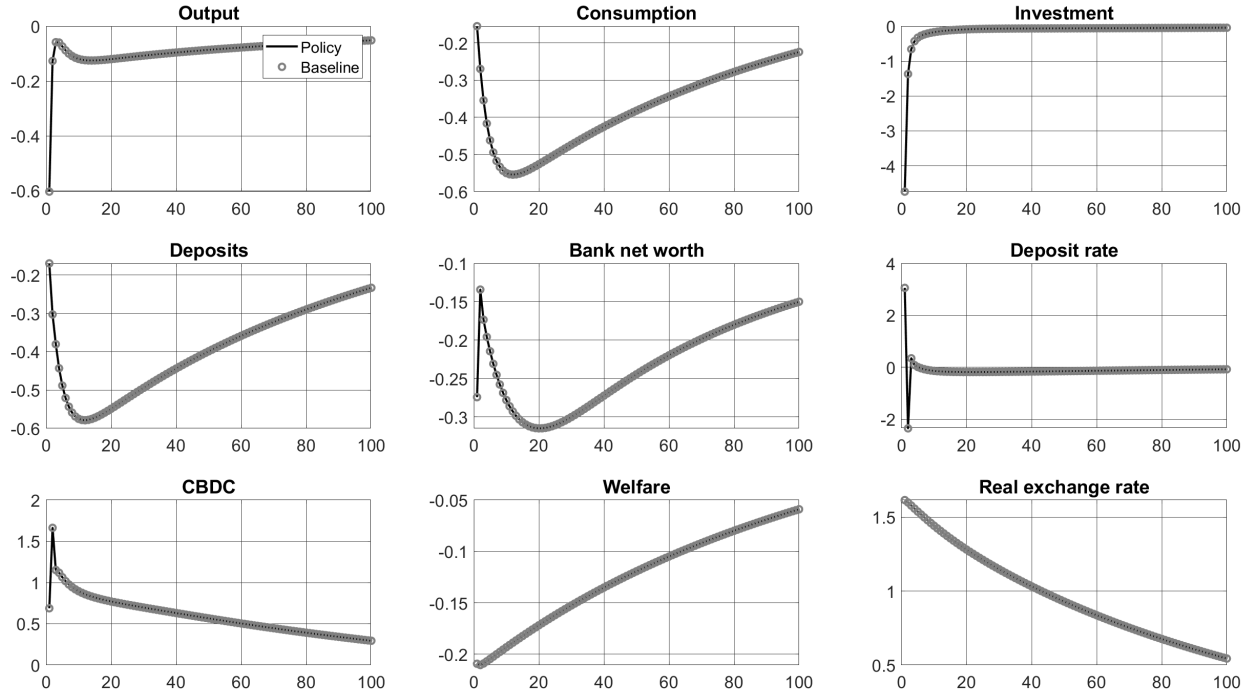 Output
0
-0.2
-0.4
-0.6
0 20 40 60 80 100
Policy
Baseline
Consumption
-0.2
-0.3
-0.4
-0.5
-0.6
0 20 40 60 80 100
Investment
0
-1
-2
-3
-4
0 20 40 60 80 100
Deposits
-0.2
-0.3
-0.4
-0.5
-0.6
0 20 40 60 80 100
Bank net worth
-0.1
-0.15
-0.2
-0.25
-0.3
0 20 40 60 80 100
Deposit rate
4
2
0
-2
0 20 40 60 80 100
CBDC
2
1.5
1
0.5
0
0 20 40 60 80 100
Welfare
-0.05
-0.1
-0.15
-0.2
0 20 40 60 80 100
Real exchange rate
1.5
1
0.5
0 20 40 60 80 100